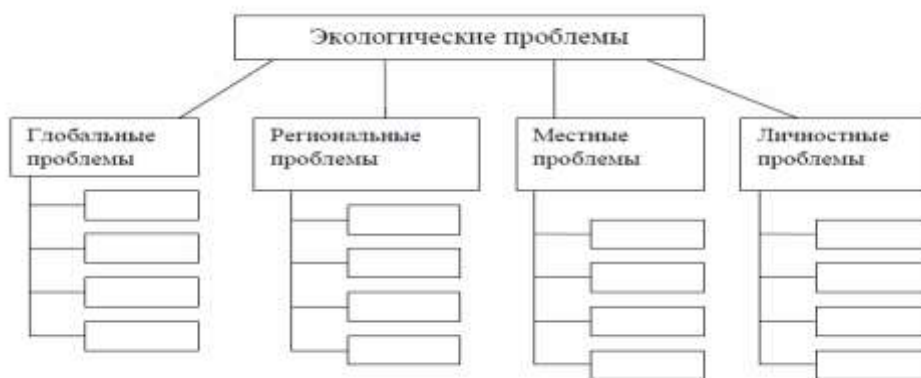 Экологические проблемы
Глобальные
проблемы
Региональные
проблемы
Местные
проблемы
Личностные
проблемы